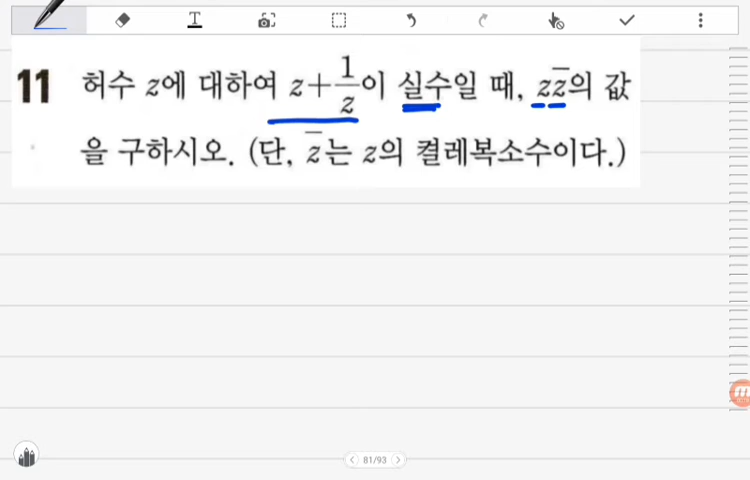 T
11 허수 z에 대하여 z+1/z이 실수일 때, zz̅의 값
을 구하시오. (단, z̅는 z의 켤레복소수이다.)
81/93